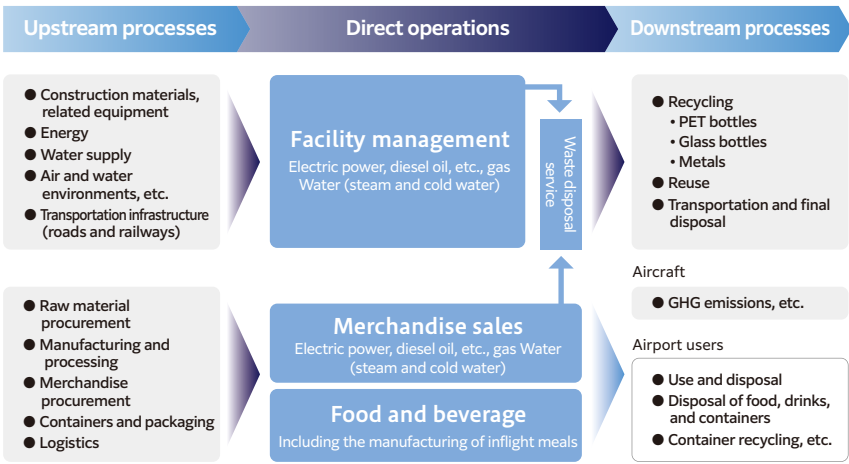 Upstream processes
Direct operations
Downstream processes
● Construction materials,
related equipment
● Energy
● Water supply
● Air and water
environments, etc.
● Transportation infrastructure
(roads and railways)
Facility management
Electric power, diesel oil, etc., gas
Water (steam and cold water)
Waste disposal
service
● Recycling
• PET bottles
• Glass bottles
• Metals
● Reuse
● Transportation and final
disposal
● Raw material
procurement
● Manufacturing and
processing
● Merchandise
procurement
● Containers and packaging
● Logistics
Merchandise sales
Electric power, diesel oil, etc., gas Water
(steam and cold water)
Food and beverage
Including the manufacturing of inflight meals
Aircraft
● GHG emissions, etc.
Airport users
● Use and disposal
● Disposal of food, drinks,
and containers
● Container recycling, etc.